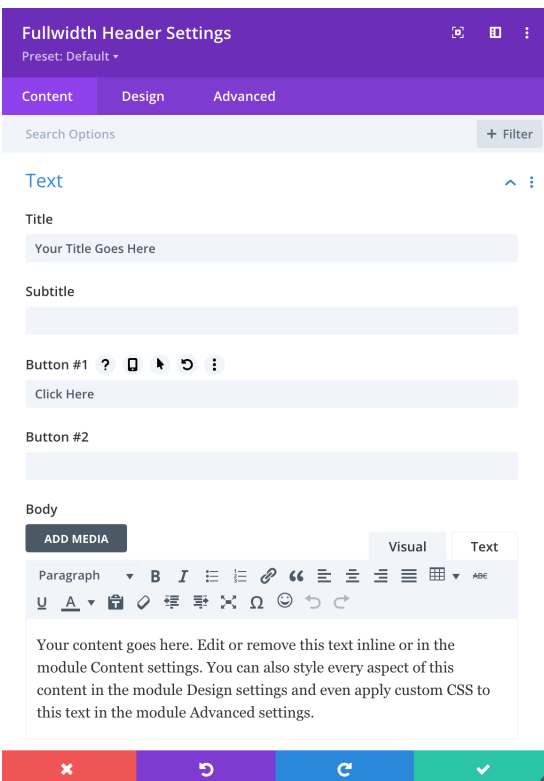 Fullwidth Header Settings
Preset: Default
Content Design Advanced
Search Options + Filter
Text
Title
Your Title Goes Here
Subtitle
Button #1 ?
Click Here
Button #2
Body
ADD MEDIA
Visual Text
Paragraph B I ABC
U A Ω
Your content goes here. Edit or remove this text inline or in the
module Content settings. You can also style every aspect of this
content in the module Design settings and even apply custom CSS to
this text in the module Advanced settings.